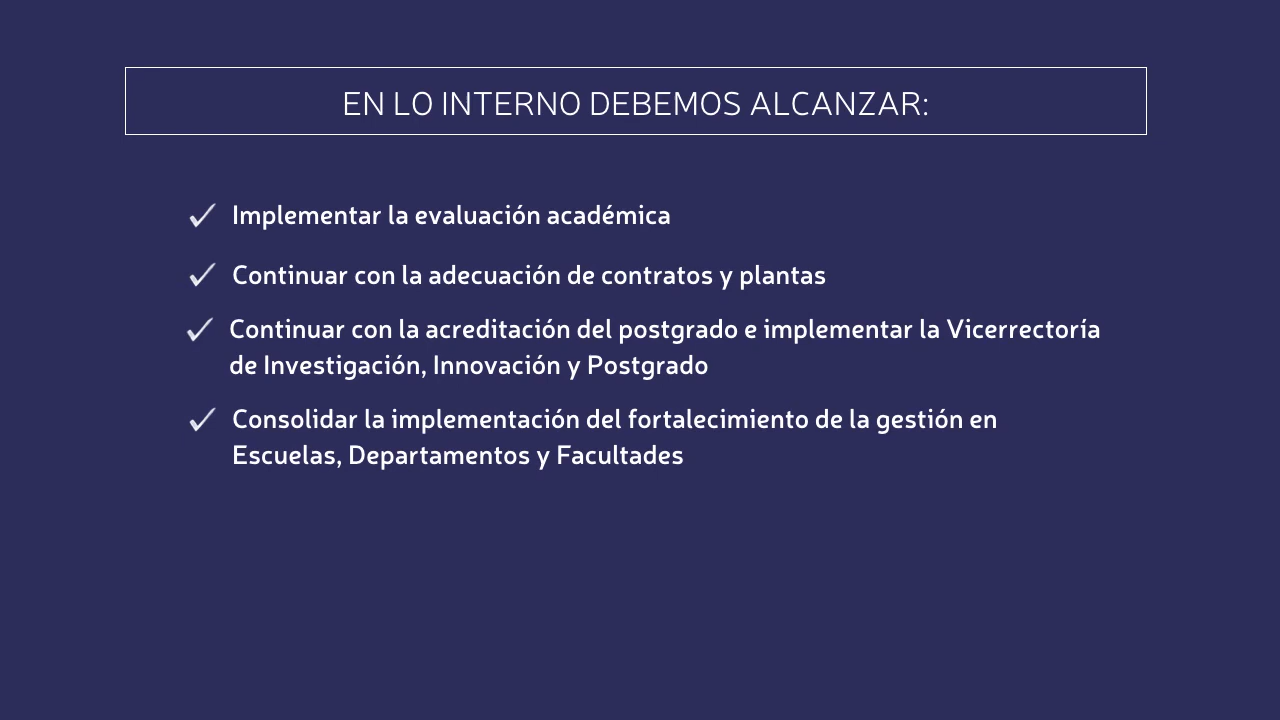 EN LO INTERNO DEBEMOS ALCANZAR:
Implementar la evaluación académica
Continuar con la adecuación de contratos y plantas
Continuar con la acreditación del postgrado e implementar la Vicerrectoría
de Investigación, Innovación y Postgrado
Consolidar la implementación del fortalecimiento de la gestión en
Escuelas, Departamentos y Facultades